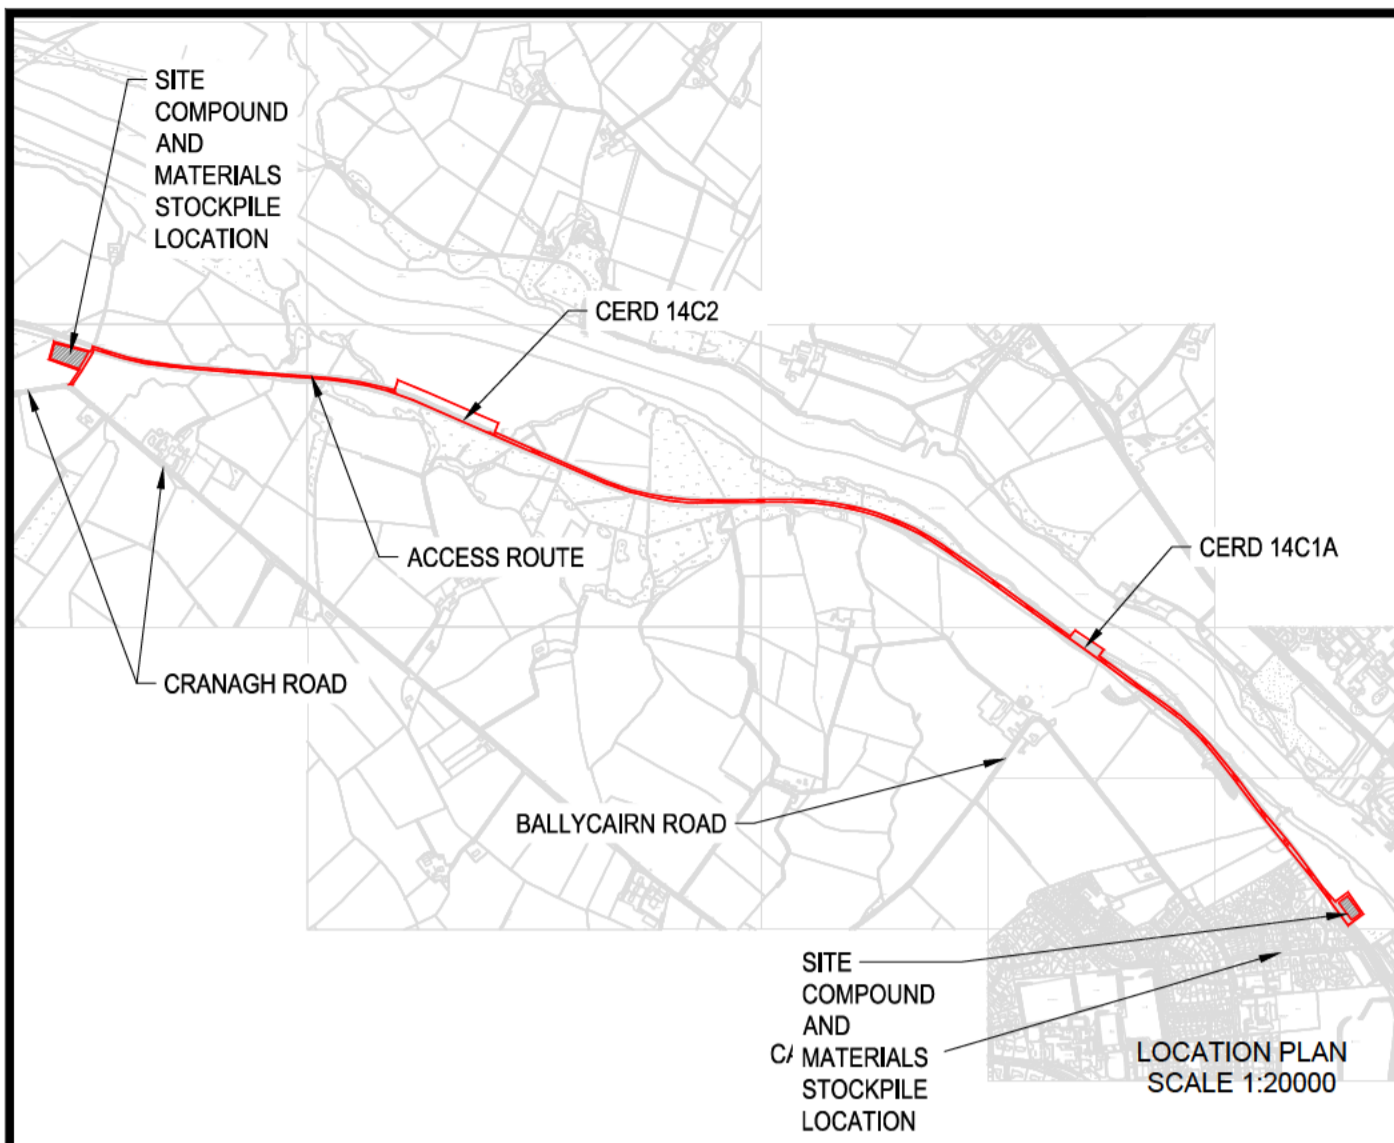 SITE
COMPOUND
AND
MATERIALS
STOCKPILE
LOCATION
CERD 14C2
ACCESS ROUTE
CERD 14C1A
CRANAGH ROAD
BALLYCAIRN ROAD
SITE
COMPOUND
AND
MATERIALS
STOCKPILE
LOCATION
LOCATION PLAN
SCALE 1:20000